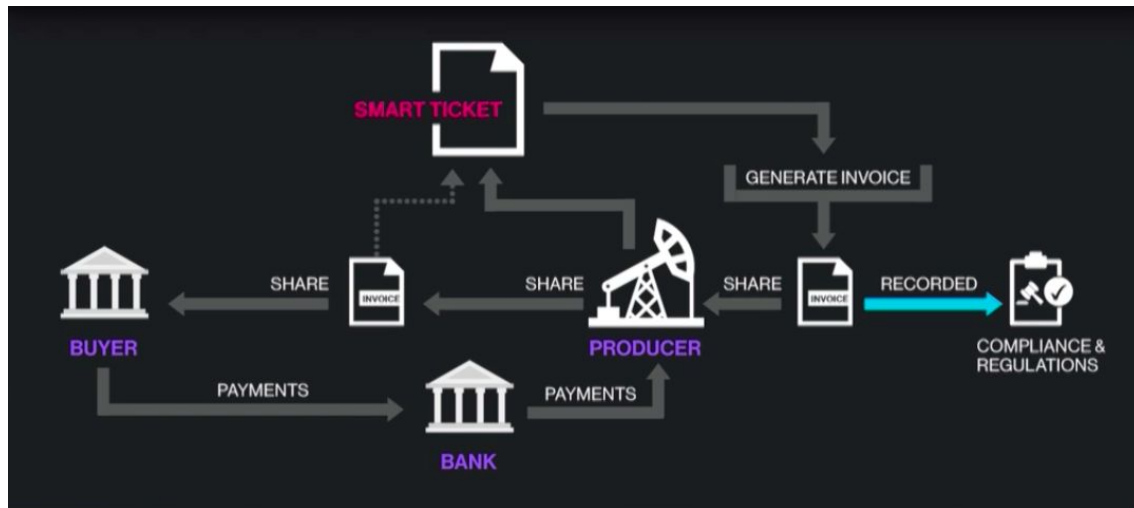 SMART TICKET
GENERATE INVOICE
SHARE
INVOICE
SHARE
SHARE
INVOICE
RECORDED
BUYER
PRODUCER
COMPLIANCE &
REGULATIONS
PAYMENTS
PAYMENTS
BANK